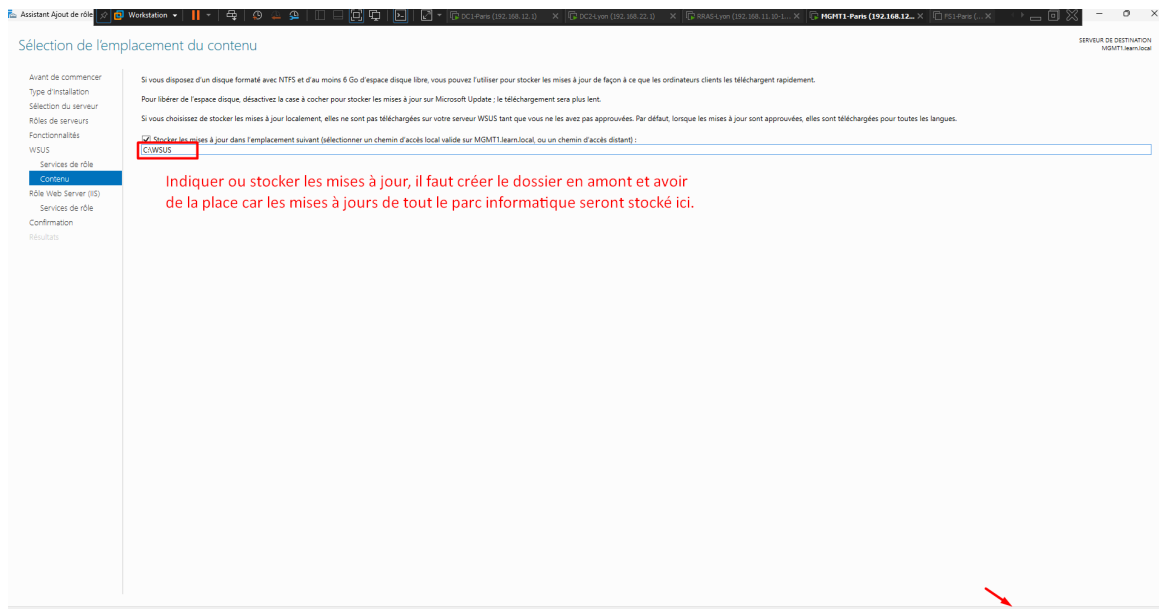 Assistant Ajout de rôle
Workstation
DC1-Paris (192.168.12.1)
DC2-Lyon (192.168.22.1)
RRAS-Lyon (192.168.11.10-1...
MGMT1-Paris (192.168.12...
FS1-Paris (...
Sélection de l'emplacement du contenu
SERVEUR DE DESTINATION
MGMT1.learn.local
Avant de commencer
Type d'installation
Sélection du serveur
Rôles de serveurs
Fonctionnalités
WSUS
Services de rôle
Contenu
Rôle Web Server (IIS)
Services de rôle
Confirmation
Résultats
Si vous disposez d'un disque formaté avec NTFS et d'au moins 6 Go d'espace disque libre, vous pouvez l'utiliser pour stocker les mises à jour de façon à ce que les ordinateurs clients les téléchargent rapidement.
Pour libérer de l'espace disque, désactivez la case à cocher pour stocker les mises à jour sur Microsoft Update ; le téléchargement sera plus lent.
Si vous choisissez de stocker les mises à jour localement, elles ne sont pas téléchargées sur votre serveur WSUS tant que vous ne les avez pas approuvées. Par défaut, lorsque les mises à jour sont approuvées, elles sont téléchargées pour toutes les langues.
Stocker les mises à jour dans l'emplacement suivant (sélectionner un chemin d'accès local valide sur MGMT1.learn.local, ou un chemin d'accès distant) :
C:\WSUS
Indiquer ou stocker les mises à jour, il faut créer le dossier en amont et avoir
de la place car les mises à jours de tout le parc informatique seront stocké ici.